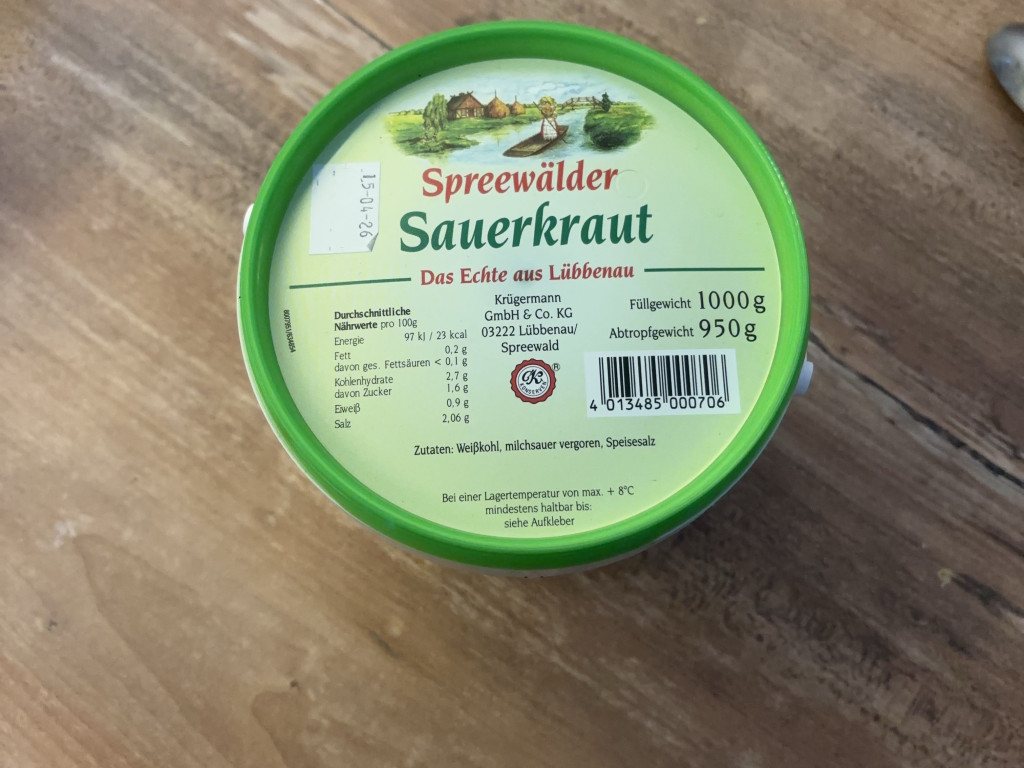 Spreewälder
Sauerkraut
Das Echte aus Lübbenau
15-04-26
Durchschnittliche
Nährwerte pro 100g
Energie 97 kJ / 23 kcal
Fett 0,2 g
davon ges. Fettsäuren < 0,1 g
Kohlenhydrate 2,7 g
davon Zucker 1,6 g
Eiweiß 0,9 g
Salz 2,06 g
Krügermann
GmbH & Co. KG
03222 Lübbenau/
Spreewald
K
KONSERVEN
®
Füllgewicht 1000 g
Abtropfgewicht 950 g
4 013485 000706
Zutaten: Weißkohl, milchsauer vergoren, Speisesalz
Bei einer Lagertemperatur von max. + 8°C
mindestens haltbar bis:
siehe Aufkleber